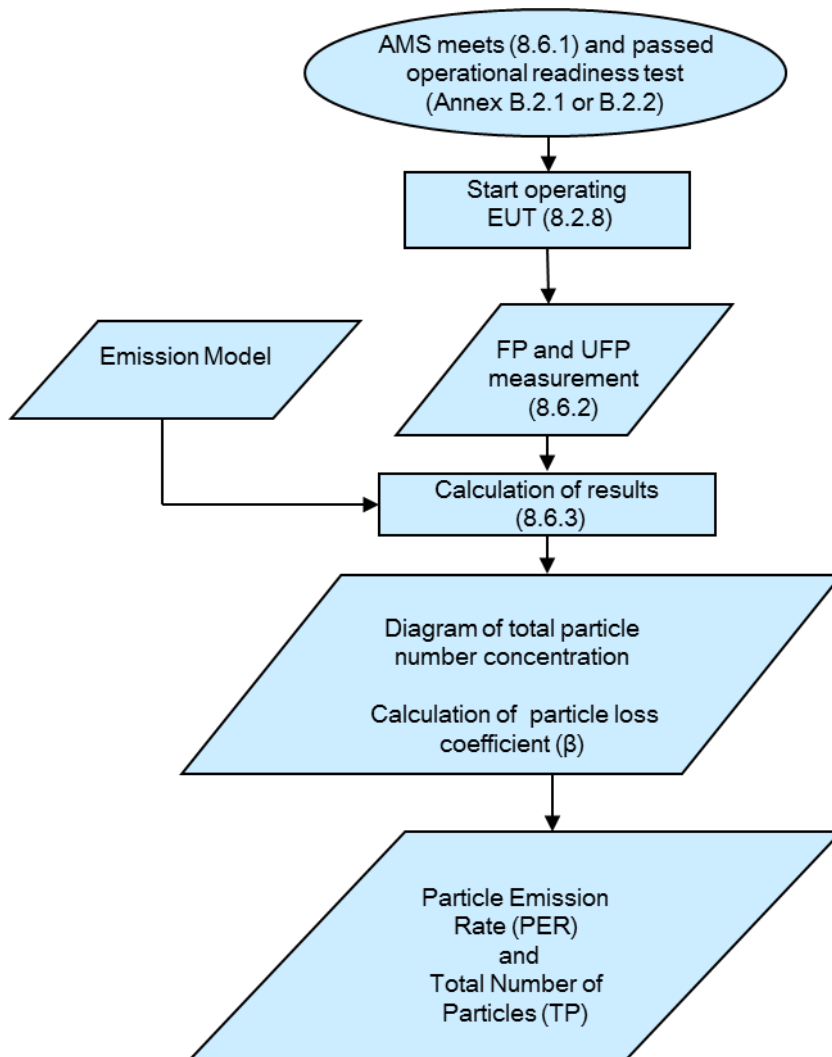 AMS meets (8.6.1) and passed
operational readiness test
(Annex B.2.1 or B.2.2)
Start operating
EUT (8.2.8)
Emission Model
FP and UFP
measurement
(8.6.2)
Calculation of results
(8.6.3)
Diagram of total particle
number concentration
Calculation of particle loss
coefficient (β)
Particle Emission
Rate (PER)
and
Total Number of
Particles (TP)